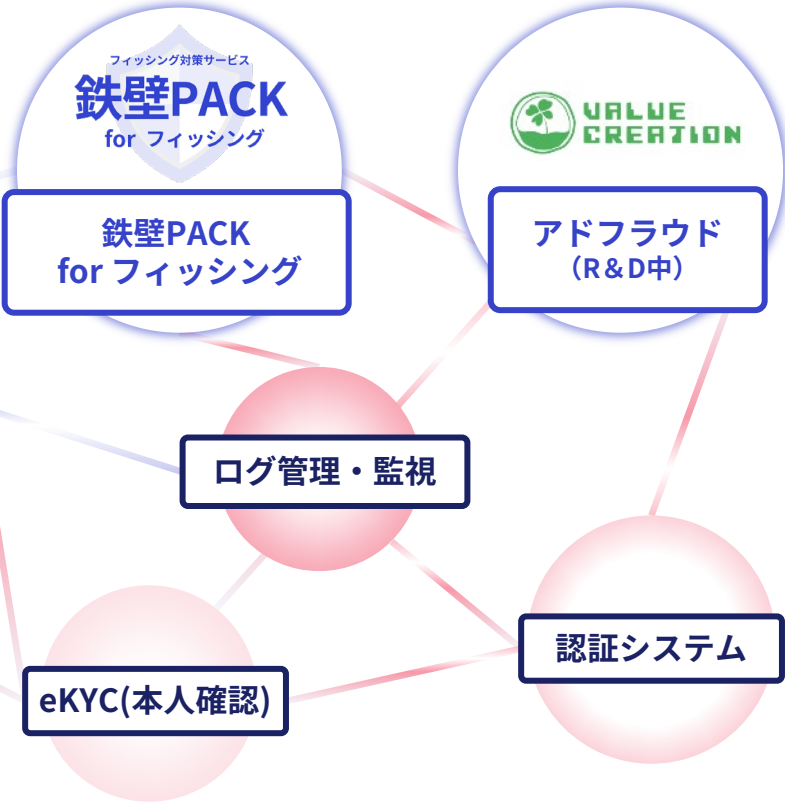 フィッシング対策サービス
鉄壁PACK
for フィッシング
鉄壁PACK
for フィッシング
VALUE
CREATION
アドフラウド
（R＆D中）
ログ管理・監視
認証システム
eKYC(本人確認)